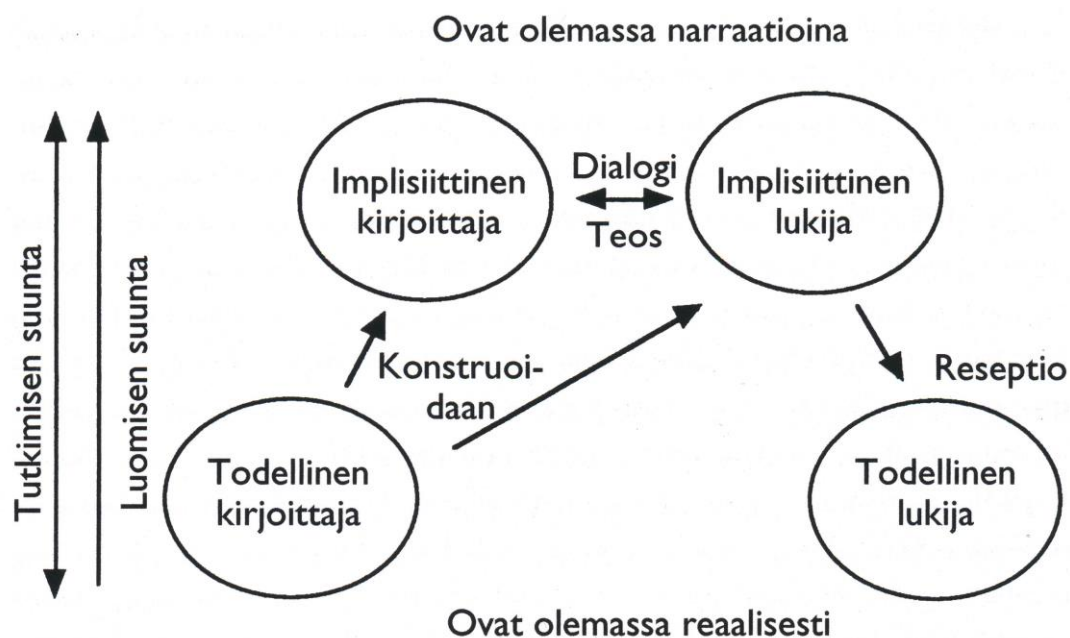 Ovat olemassa narraatioina
Tutkimisen suunta
Luomisen suunta
Implisiittinen
kirjoittaja
Dialogi
Teos
Implisiittinen
lukija
Konstruoi-
daan
Reseptio
Todellinen
kirjoittaja
Todellinen
lukija
Ovat olemassa reaalisesti